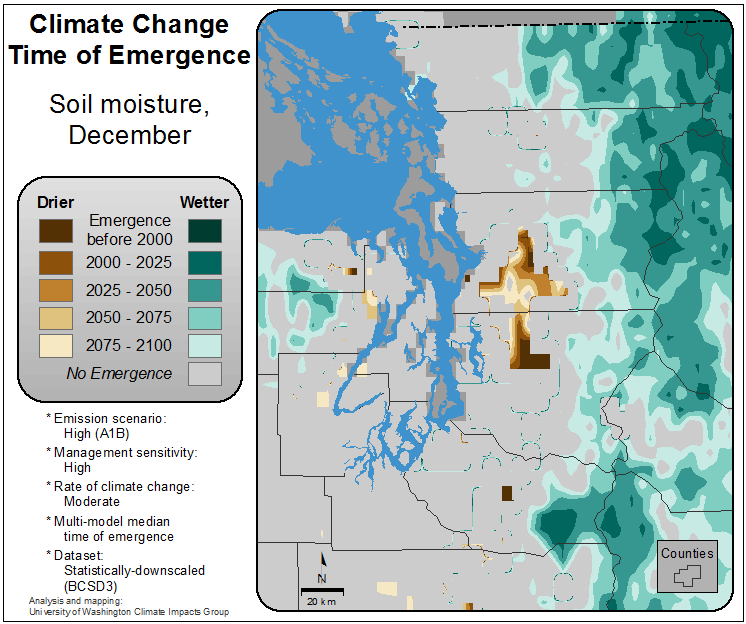 Climate Change
Time of Emergence
Soil moisture,
December
Drier
Wetter
Emergence
before 2000
2000 - 2025
2025 - 2050
2050 - 2075
2075 - 2100
No Emergence
* Emission scenario:
High (A1B)
* Management sensitivity:
High
* Rate of climate change:
Moderate
* Multi-model median
time of emergence
* Dataset:
Statistically-downscaled
(BCSD3)
Analysis and mapping:
University of Washington Climate Impacts Group
N
20 km
Counties